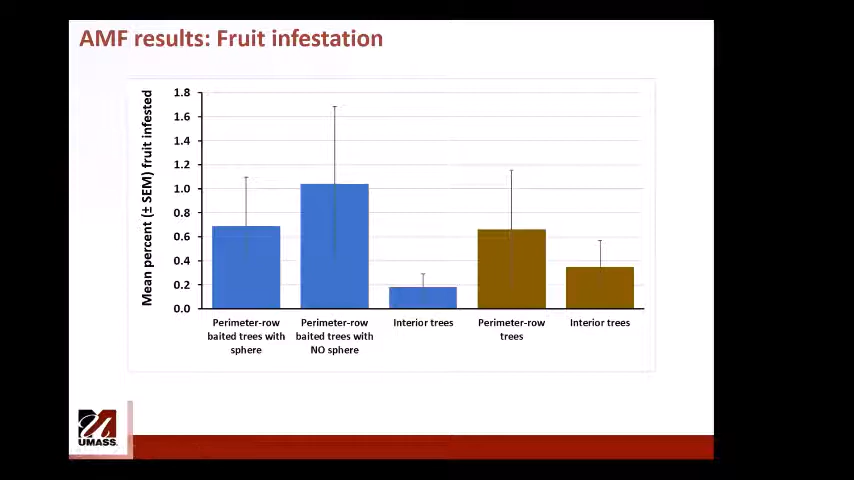 AMF results: Fruit infestation
Mean percent (± SEM) fruit infested
1.8
1.6
1.4
1.2
1.0
0.8
0.6
0.4
0.2
0.0
Perimeter-row
baited trees with
sphere
Perimeter-row
baited trees with
NO sphere
Interior trees
Perimeter-row
trees
Interior trees
UMASS